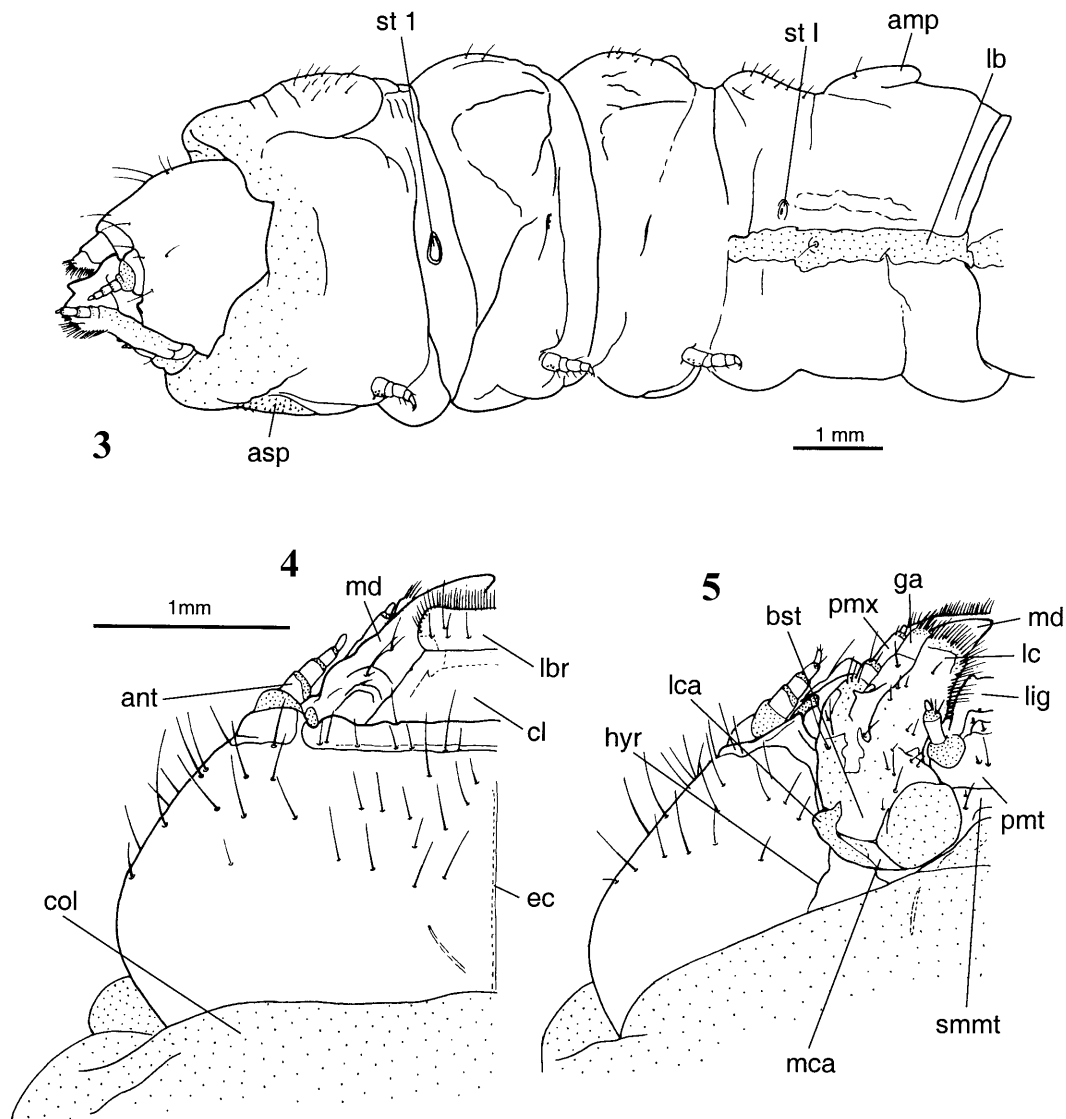 st 1
st I
amp
lb
3
asp
1 mm
4
md
1mm
lbr
ant
cl
col
ec
5
ga
pmx
bst
md
lc
lca
lig
hyr
pmt
smmt
mca